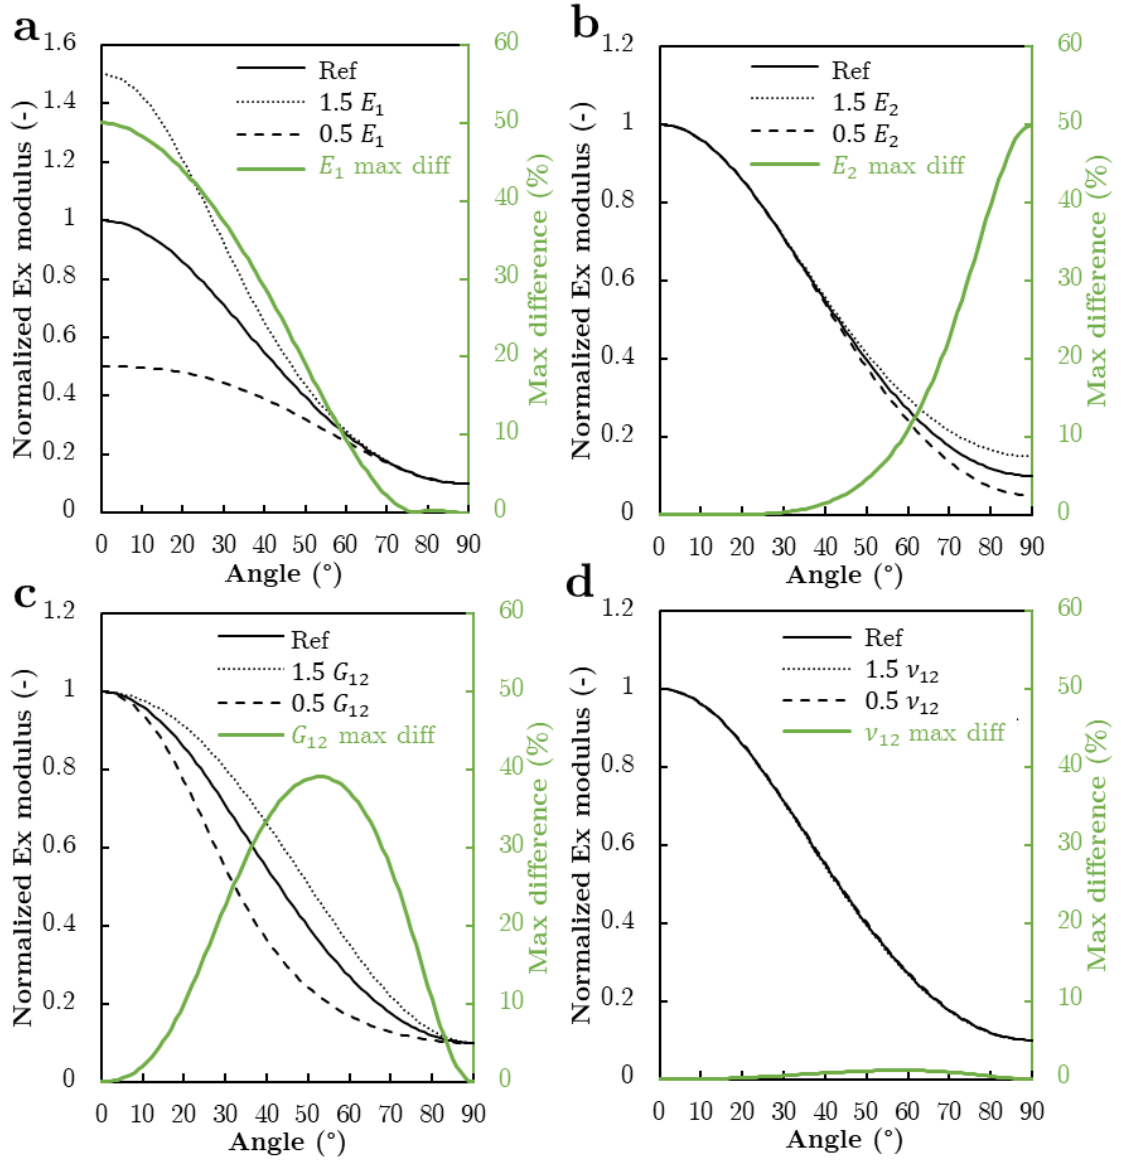 a
1.6
1.4
1.2
1
0.8
0.6
0.4
0.2
0
Normalized Ex modulus (-)
Ref
1.5 E₁
0.5 E₁
E₁ max diff
60
50
40
30
20
10
0
Max difference (%)
0 10 20 30 40 50 60 70 80 90
Angle (°)
b
1.2
1
0.8
0.6
0.4
0.2
0
Normalized Ex modulus (-)
Ref
1.5 E₂
0.5 E₂
E₂ max diff
60
50
40
30
20
10
0
Max difference (%)
0 10 20 30 40 50 60 70 80 90
Angle (°)
c
1.2
1
0.8
0.6
0.4
0.2
0
Normalized Ex modulus (-)
Ref
1.5 G₁₂
0.5 G₁₂
G₁₂ max diff
60
50
40
30
20
10
0
Max difference (%)
0 10 20 30 40 50 60 70 80 90
Angle (°)
d
1.2
1
0.8
0.6
0.4
0.2
0
Normalized Ex modulus (-)
Ref
1.5 ν₁₂
0.5 ν₁₂
ν₁₂ max diff
60
50
40
30
20
10
0
Max difference (%)
0 10 20 30 40 50 60 70 80 90
Angle (°)